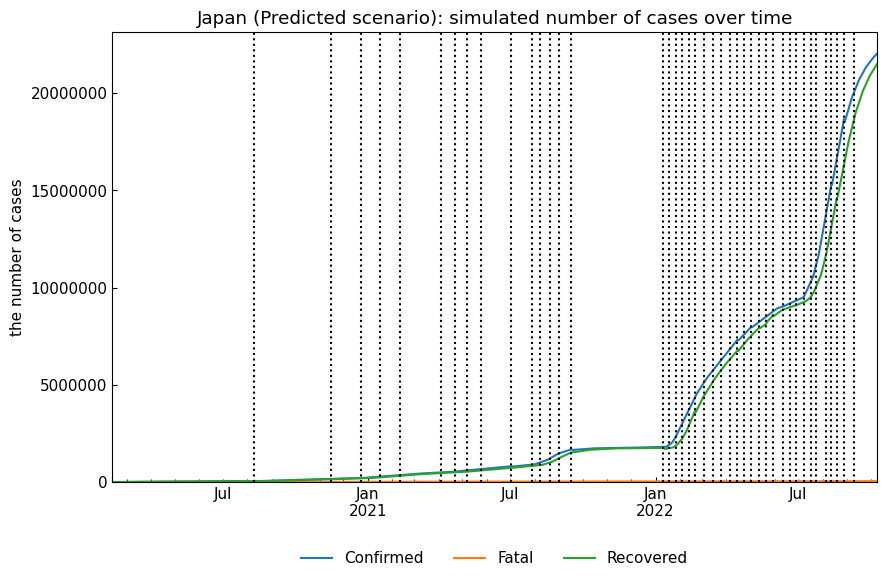 Japan (Predicted scenario): simulated number of cases over time
the number of cases
20000000
15000000
10000000
5000000
0
Jul
Jan
2021
Jul
Jan
2022
Jul
Confirmed
Fatal
Recovered